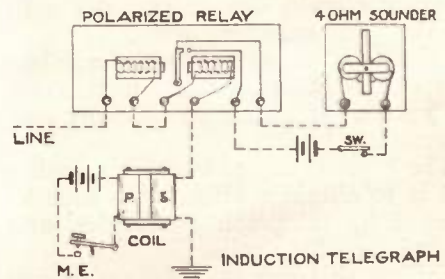 POLARIZED RELAY
4 OHM SOUNDER
LINE
SW.
P S
COIL
M.E.
INDUCTION TELEGRAPH